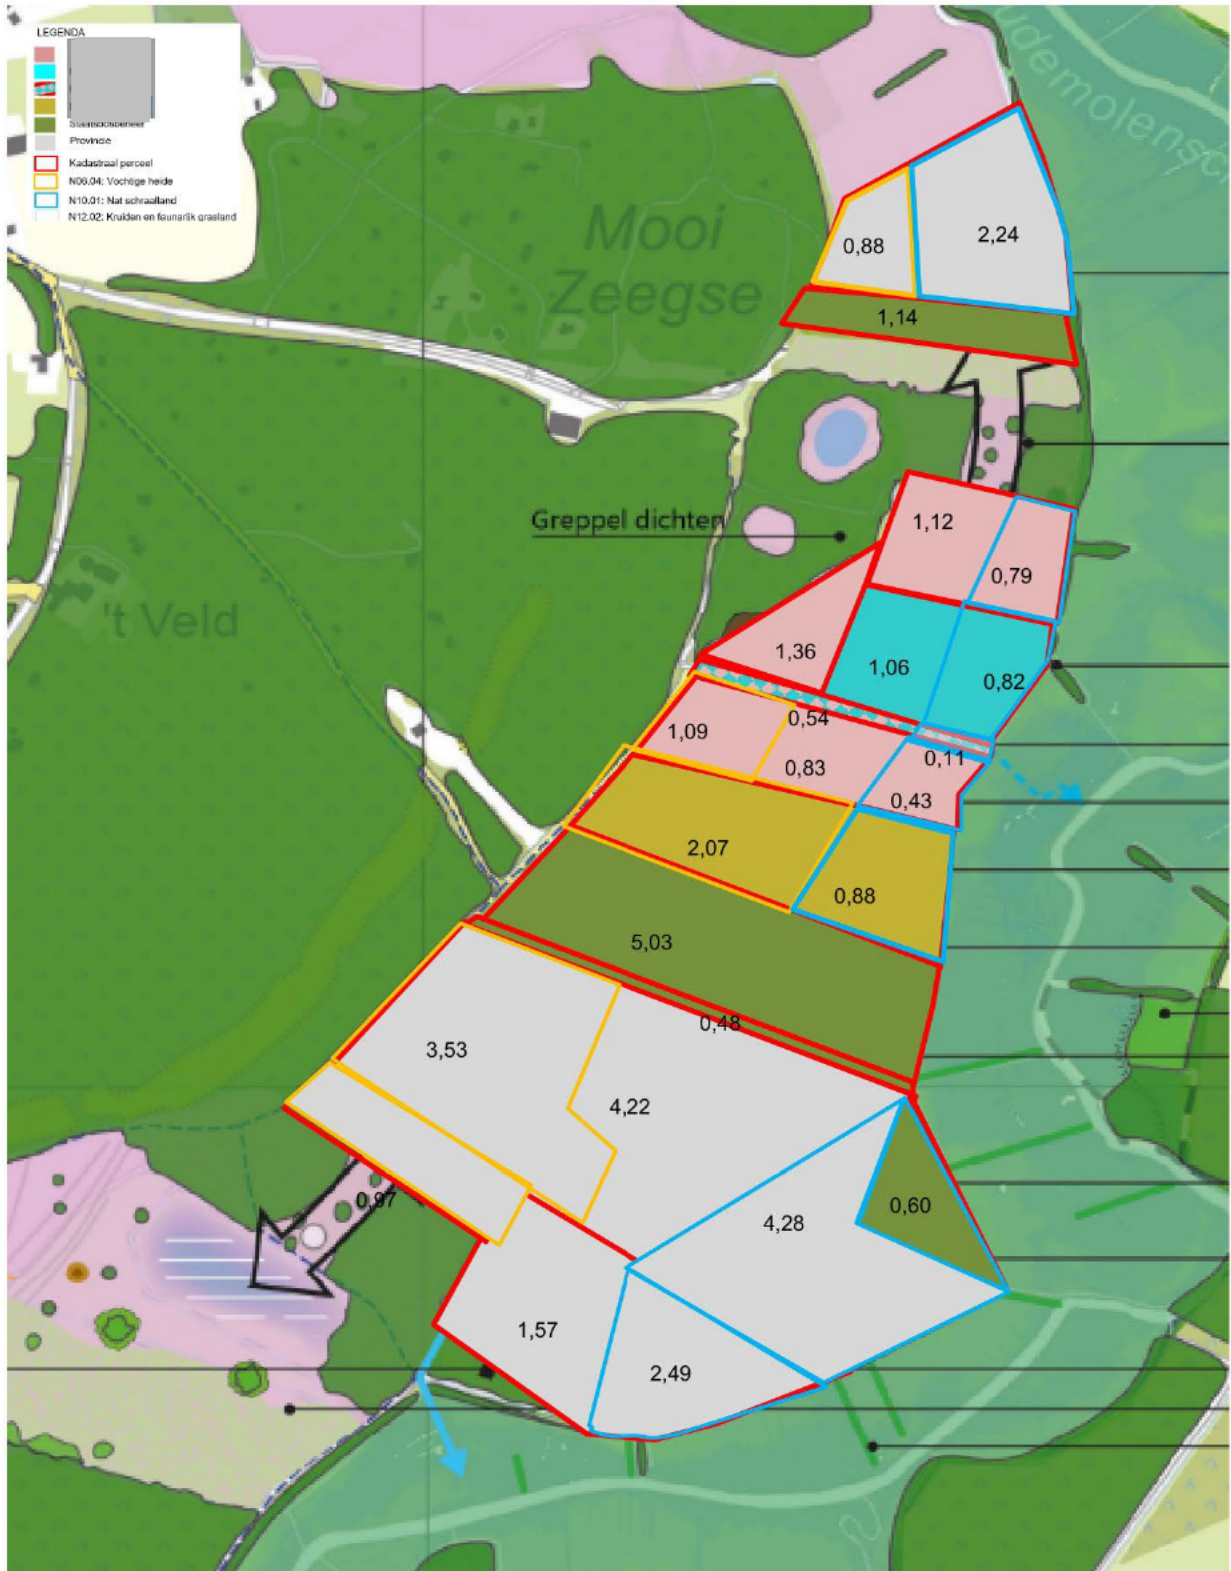 LEGENDA
Staatsbosbeheer
Provincie
Kadastraal perceel
N06.04: Vochtige heide
N10.01: Nat schraalland
N12.02: Kruiden en faunarijk grasland
udemolensc
Mooi
Zeegse
0,88
2,24
1,14
Greppel dichten
1,12
0,79
't Veld
1,36
1,06
0,82
1,09
0,54
0,83
0,11
0,43
2,07
0,88
5,03
0,48
3,53
4,22
0,97
4,28
0,60
1,57
2,49